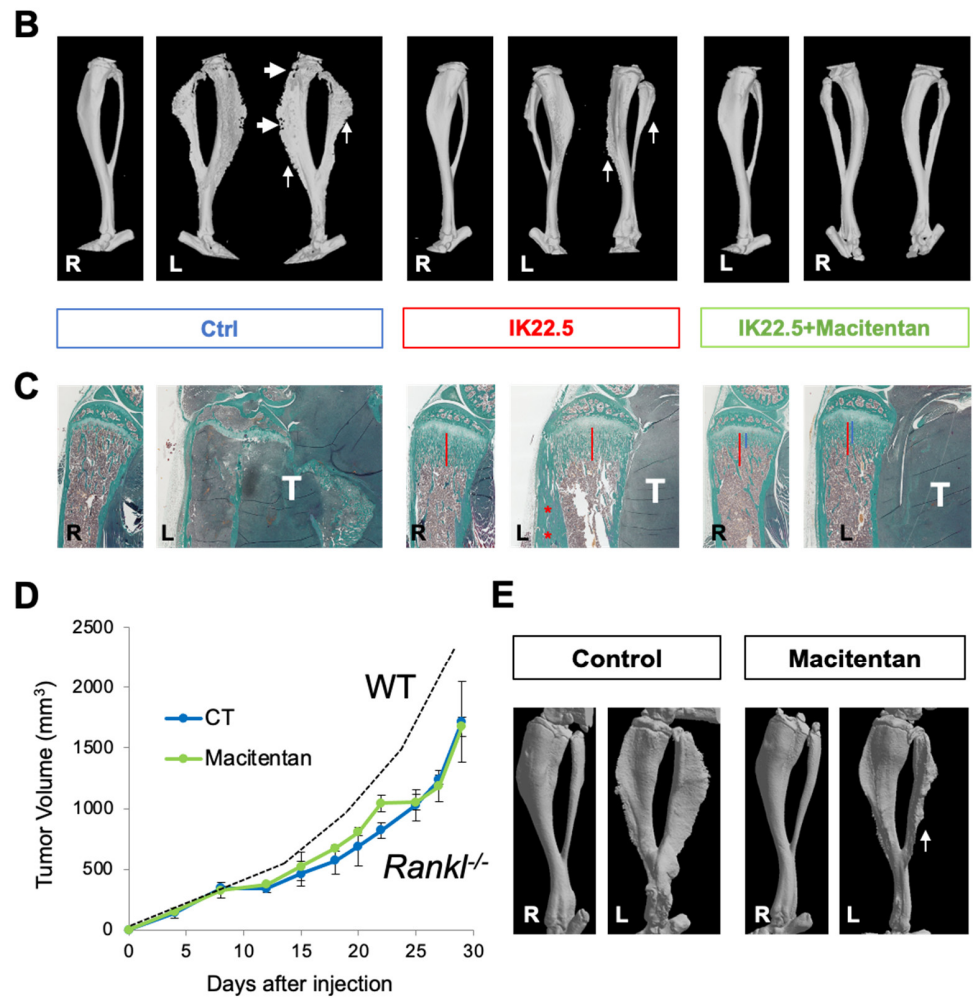 B
R L R L L R
Ctrl IK22.5 IK22.5+Macitentan
C
T T T
R L R L R L
* *
D
2500
2000
1500
1000
500
0
Tumor Volume (mm³)
WT
CT
Macitentan
Rankl-/-
0 5 10 15 20 25 30
Days after injection
E
Control Macitentan
R L R L